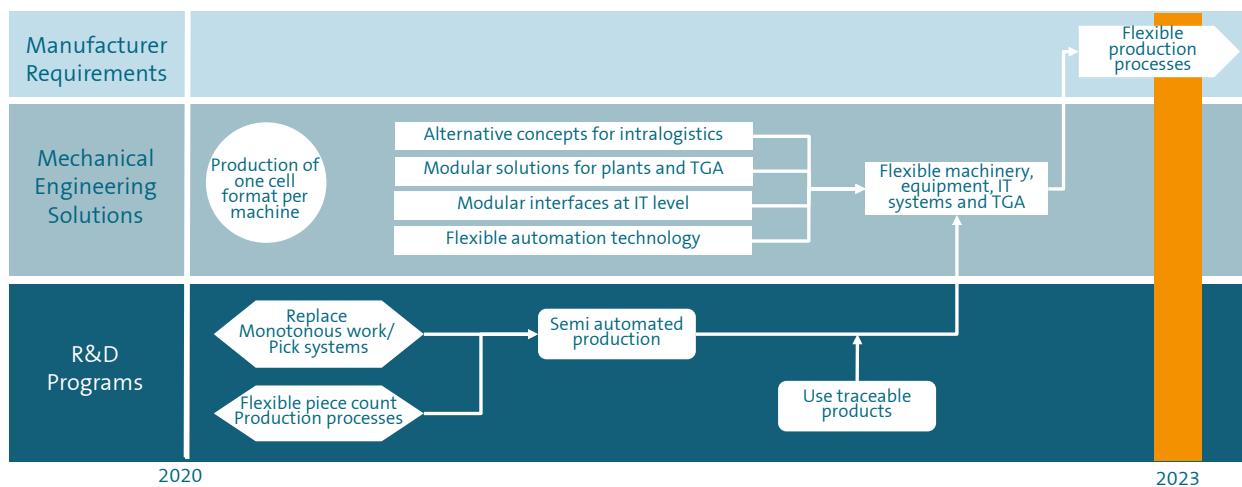 Manufacturer
Requirements
Flexible
production
processes
Mechanical
Engineering
Solutions
Production of
one cell
format per
machine
Alternative concepts for intralogistics
Modular solutions for plants and TGA
Modular interfaces at IT level
Flexible automation technology
Flexible machinery,
equipment, IT
systems and TGA
R&D
Programs
Replace
Monotonous work/
Pick systems
Flexible piece count
Production processes
Semi automated
production
Use traceable
products
2020
2023